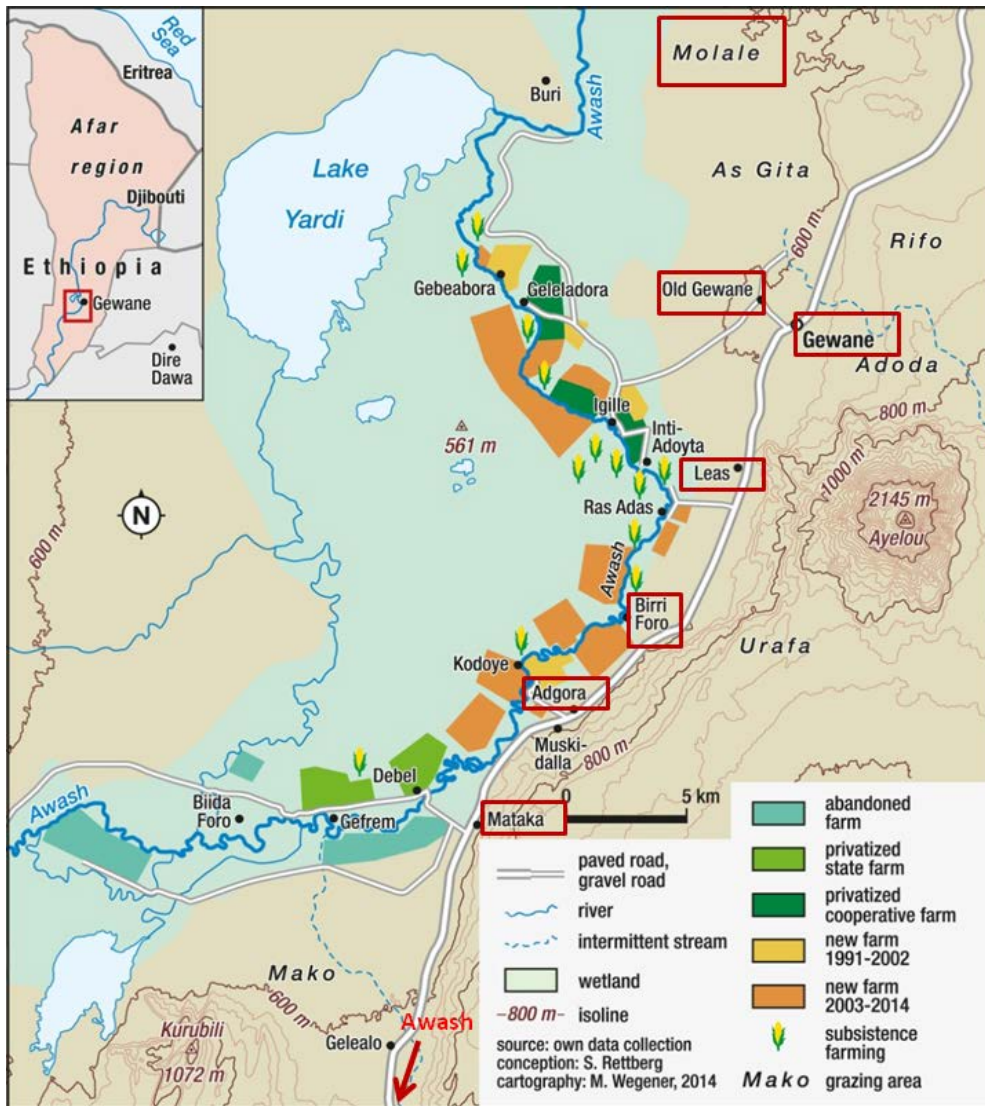 Red
Sea
Eritrea
Afar
region
Djibouti
Ethiopia
Gewane
Dire
Dawa
Molale
Buri
Awash
Lake
Yardi
As Gita
600 m
Rifo
Old Gewane
Gewane
Adoda
Gebeabora
Geleladora
800 m
Igille
Inti-
Adoyta
561 m
Leas
1000 m
2145 m
Ayelou
N
Ras Adas
600 m
Awash
Birri
Foro
Urafa
Kodoye
Adgora
Muski-
dalla
800 m
Debel
Awash
Biida
Foro
Gefrem
Mataka
0
5 km
Mako
600 m
Kurubili
1072 m
Gelealo
Awash
paved road,
gravel road
river
intermittent stream
wetland
-800 m-
isoline
source: own data collection
conception: S. Rettberg
cartography: M. Wegener, 2014
abandoned
farm
privatized
state farm
privatized
cooperative farm
new farm
1991-2002
new farm
2003-2014
subsistence
farming
Mako grazing area